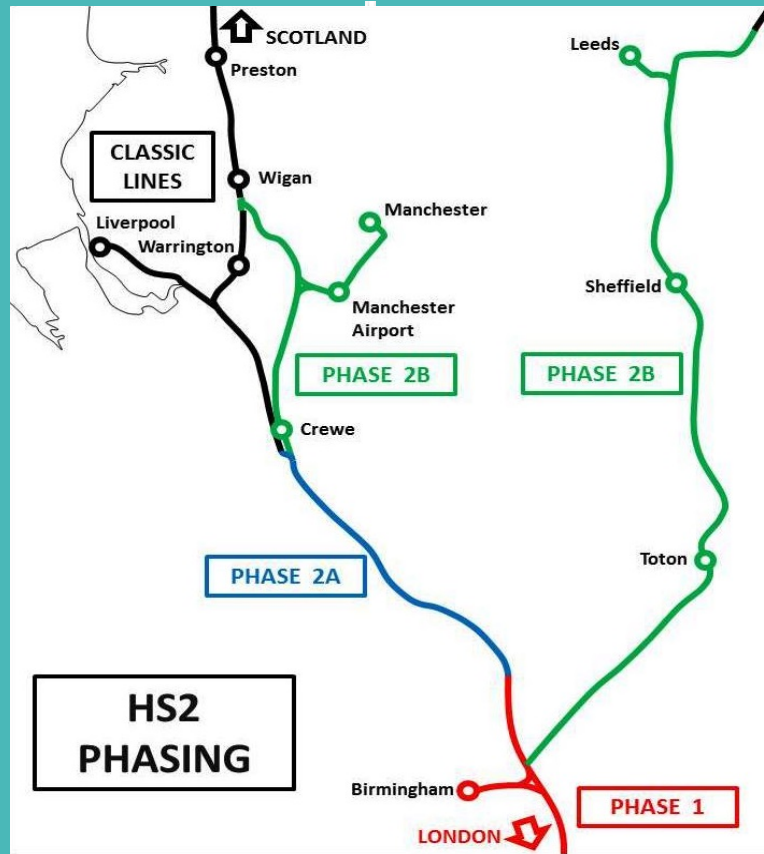 SCOTLAND
Leeds
Preston
CLASSIC
LINES
Wigan
Manchester
Liverpool
Warrington
Sheffield
Manchester
Airport
PHASE 2B
PHASE 2B
Crewe
Toton
PHASE 2A
HS2
PHASING
Birmingham
PHASE 1
LONDON